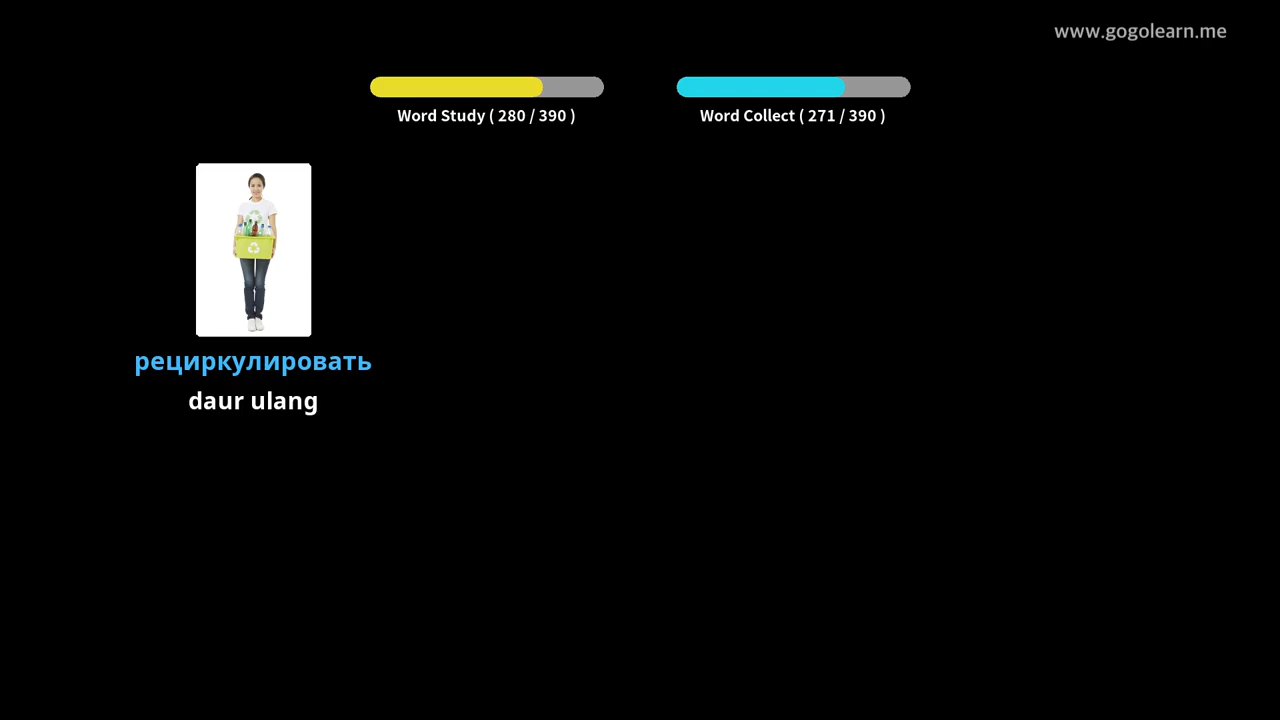 www.gogolearn.me
Word Study ( 280 / 390 )
Word Collect ( 271 / 390 )
рециркулировать
daur ulang